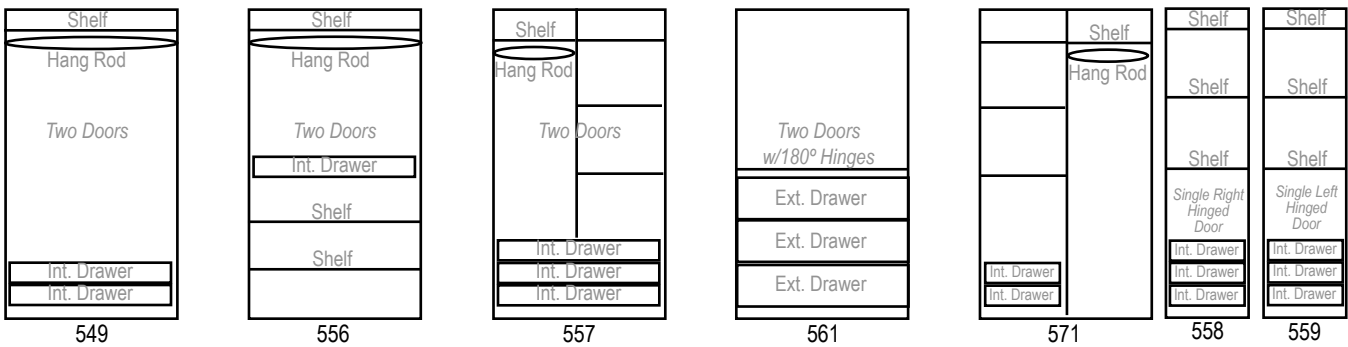 Shelf
Hang Rod
Two Doors
Int. Drawer
Int. Drawer
549
Shelf
Hang Rod
Two Doors
Int. Drawer
Shelf
Shelf
556
Shelf
Hang Rod
Two Doors
Int. Drawer
Int. Drawer
Int. Drawer
557
Two Doors
w/180º Hinges
Ext. Drawer
Ext. Drawer
Ext. Drawer
561
Shelf
Hang Rod
Int. Drawer
Int. Drawer
571
Shelf
Shelf
Shelf
Single Right
Hinged
Door
Int. Drawer
Int. Drawer
Int. Drawer
558
Shelf
Shelf
Shelf
Single Left
Hinged
Door
Int. Drawer
Int. Drawer
Int. Drawer
559